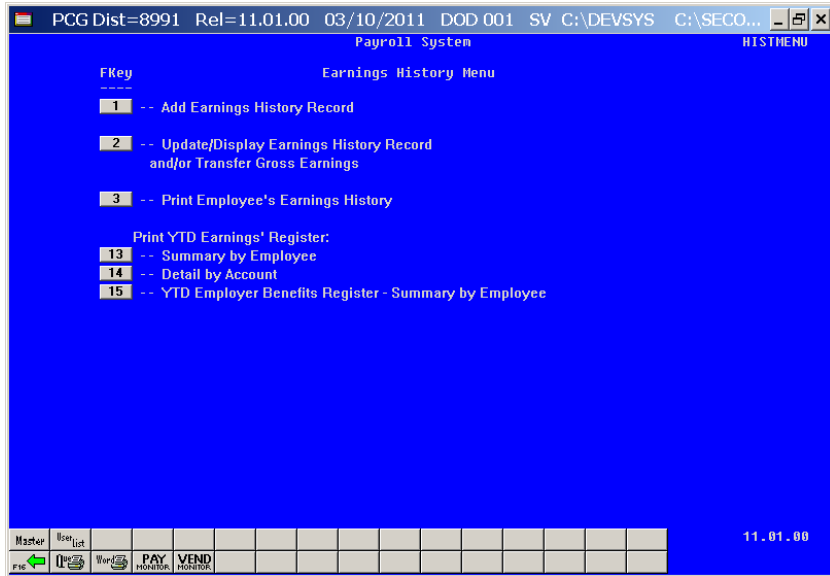 PCG Dist=8991 Rel=11.01.00 03/10/2011 DOD 001 SV C:\DEVSYS C:\SECO...
Payroll System HISTMENU
FKey Earnings History Menu
----
1 -- Add Earnings History Record
2 -- Update/Display Earnings History Record
and/or Transfer Gross Earnings
3 -- Print Employee's Earnings History
Print YTD Earnings' Register:
13 -- Summary by Employee
14 -- Detail by Account
15 -- YTD Employer Benefits Register - Summary by Employee
Master User list 11.01.00
F16 Que Word PAY MONITOR VEND MONITOR